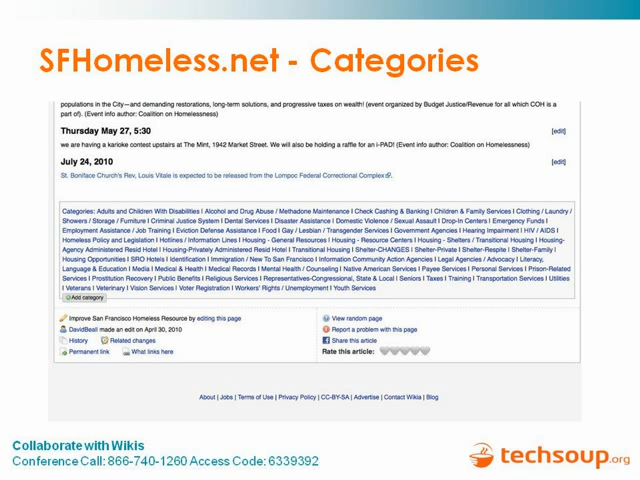 SFHomeless.net - Categories
populations in the City—and demanding restorations, long-term solutions, and progressive taxes on wealth! (event organized by Budget Justice/Revenue for all which COH is a
part of). (Event info author: Coalition on Homelessness)
Thursday May 27, 5:30 [edit]
we are having a karioke contest upstairs at The Mint, 1942 Market Street. We will also be holding a raffle for an i-PAD! (Event info author: Coalition on Homelessness)
July 24, 2010 [edit]
St. Boniface Church's Rev, Louis Vitale is expected to be released from the Lompoc Federal Correctional Complex.
Categories: Adults and Children With Disabilities | Alcohol and Drug Abuse / Methadone Maintenance | Check Cashing & Banking | Children & Family Services | Clothing / Laundry /
Showers / Storage / Furniture | Criminal Justice System | Dental Services | Disaster Assistance | Domestic Violence / Sexual Assault | Drop-In Centers | Emergency Funds |
Employment Assistance / Job Training | Eviction Defense Assistance | Food | Gay / Lesbian / Transgender Services | Government Agencies | Hearing Impairment | HIV / AIDS |
Homeless Policy and Legislation | Hotlines / Information Lines | Housing - General Resources | Housing - Resource Centers | Housing - Shelters / Transitional Housing | Housing-
Agency Administered Resid Hotel | Housing-Privately Administered Resid Hotel | Transitional Housing | Shelter-CHANGES | Shelter-Private | Shelter-Respite | Shelter-Family |
Housing Opportunities | SRO Hotels | Identification | Immigration / New To San Francisco | Information Community Action Agencies | Legal Agencies / Advocacy | Literacy,
Language & Education | Media | Medical & Health | Medical Records | Mental Health / Counseling | Native American Services | Payee Services | Personal Services | Prison-Related
Services | Prostitution Recovery | Public Benefits | Religious Services | Representatives-Congressional, State & Local | Seniors | Taxes | Training | Transportation Services | Utilities
| Veterans | Veterinary | Vision Services | Voter Registration | Workers' Rights / Unemployment | Youth Services
Add category
Improve San Francisco Homeless Resource by editing this page
DavidBeall made an edit on April 30, 2010
History Related changes
Permanent link What links here
View random page
Report a problem with this page
Share this article
Rate this article:
About | Jobs | Terms of Use | Privacy Policy | CC-BY-SA | Advertise | Contact Wikia | Blog
Collaborate with Wikis
Conference Call: 866-740-1260 Access Code: 6339392
techsoup.org